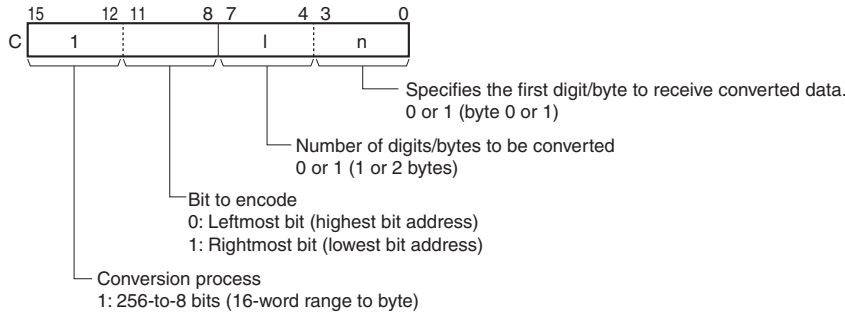 15 12 11 8 7 4 3 0
C 1 l n
Specifies the first digit/byte to receive converted data.
0 or 1 (byte 0 or 1)
Number of digits/bytes to be converted
0 or 1 (1 or 2 bytes)
Bit to encode
0: Leftmost bit (highest bit address)
1: Rightmost bit (lowest bit address)
Conversion process
1: 256-to-8 bits (16-word range to byte)